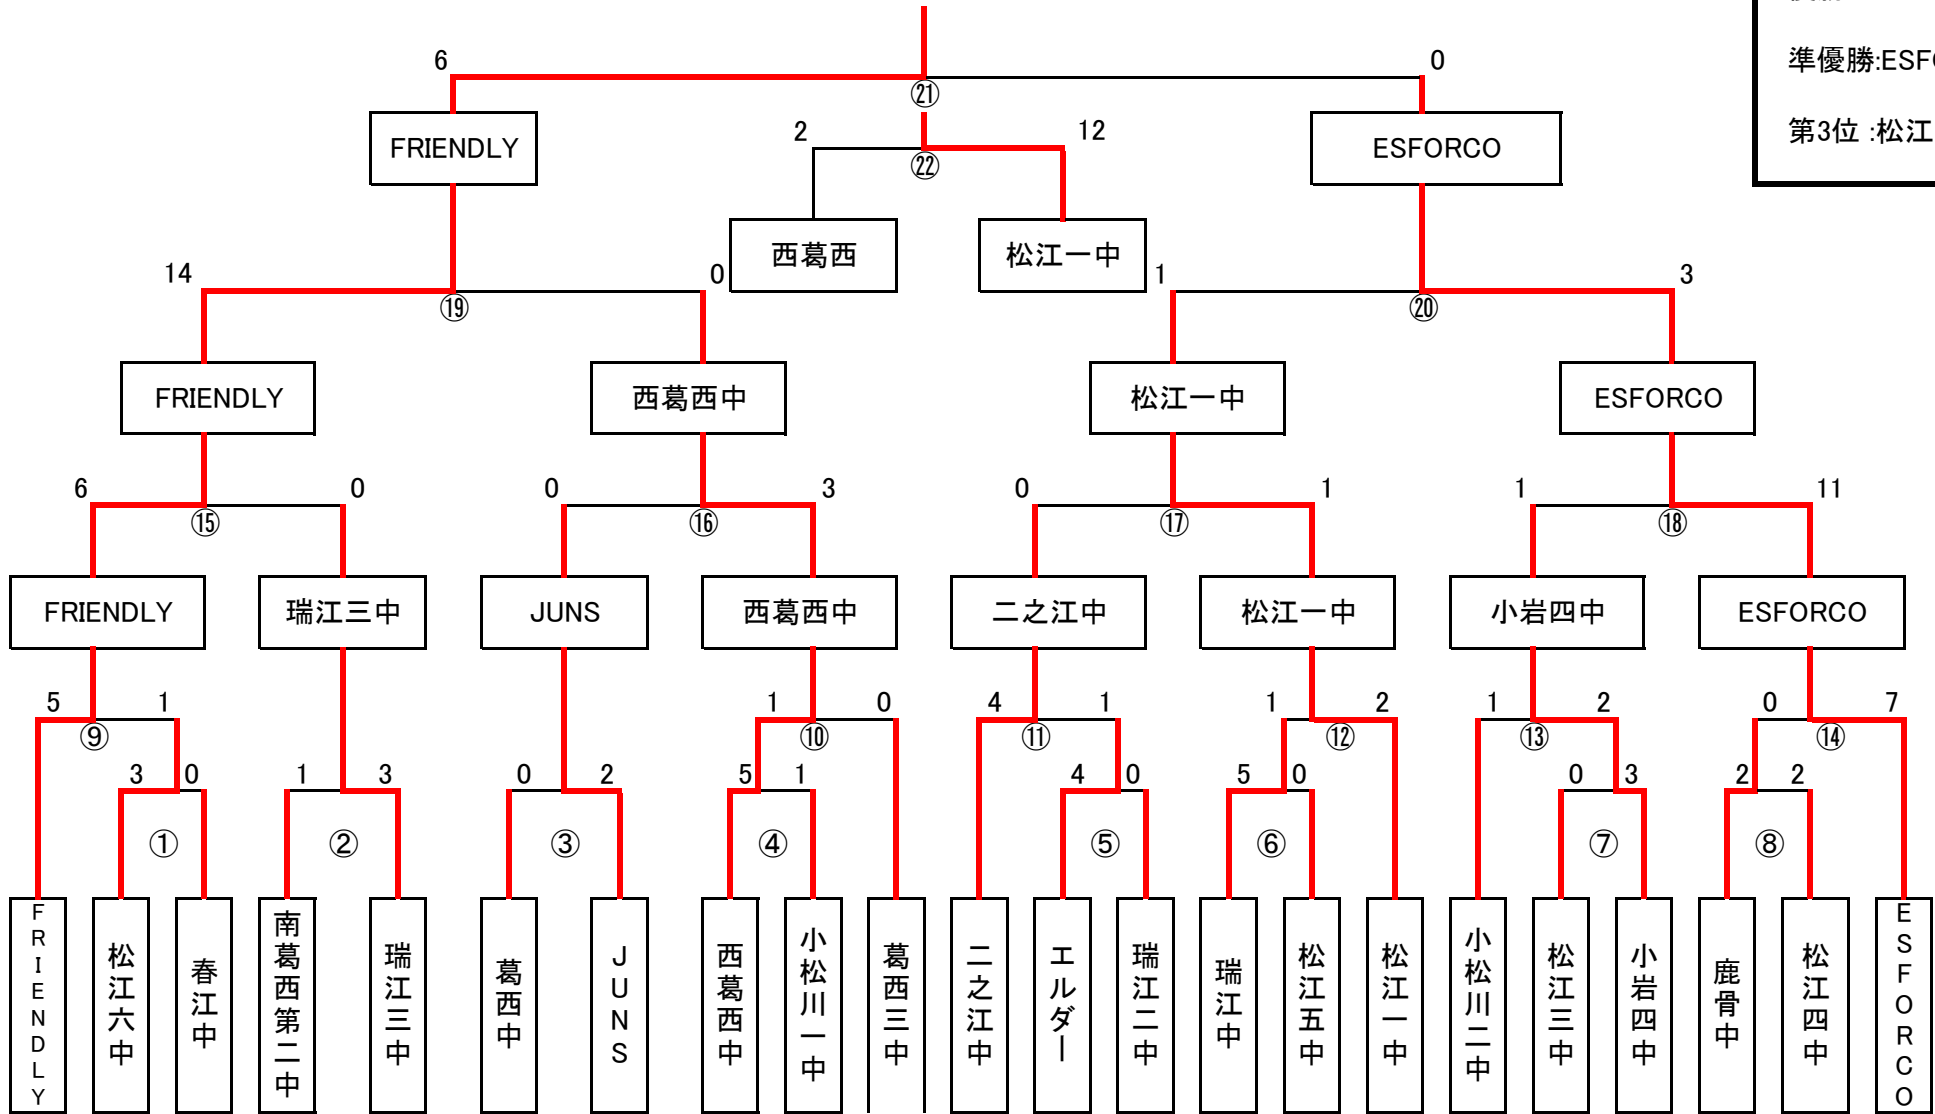 準優勝:ESF
第3位 :松江
6 0
㉑
FRIENDLY
2 12
㉒
ESFORCO
西葛西
松江一中
14 0
⑲
1 3
⑳
FRIENDLY
西葛西中
松江一中
ESFORCO
6 0
⑮
0 3
⑯
0 1
⑰
1 11
⑱
FRIENDLY
瑞江三中
JUNS
西葛西中
二之江中
松江一中
小岩四中
ESFORCO
5 1
⑨
1 0
⑩
4 1
⑪
1 2
⑫
1 2
⑬
0 7
⑭
3 0
①
1 3
②
0 2
③
5 1
④
4 0
⑤
5 0
⑥
0 3
⑦
2 2
⑧
FRIENDLY
松江六中
春江中
南葛西第二中
瑞江三中
葛西中
JUNS
西葛西中
小松川一中
葛西三中
二之江中
エルダー
瑞江二中
瑞江中
松江五中
松江一中
小松川二中
松江三中
小岩四中
鹿骨中
松江四中
ESFORCO